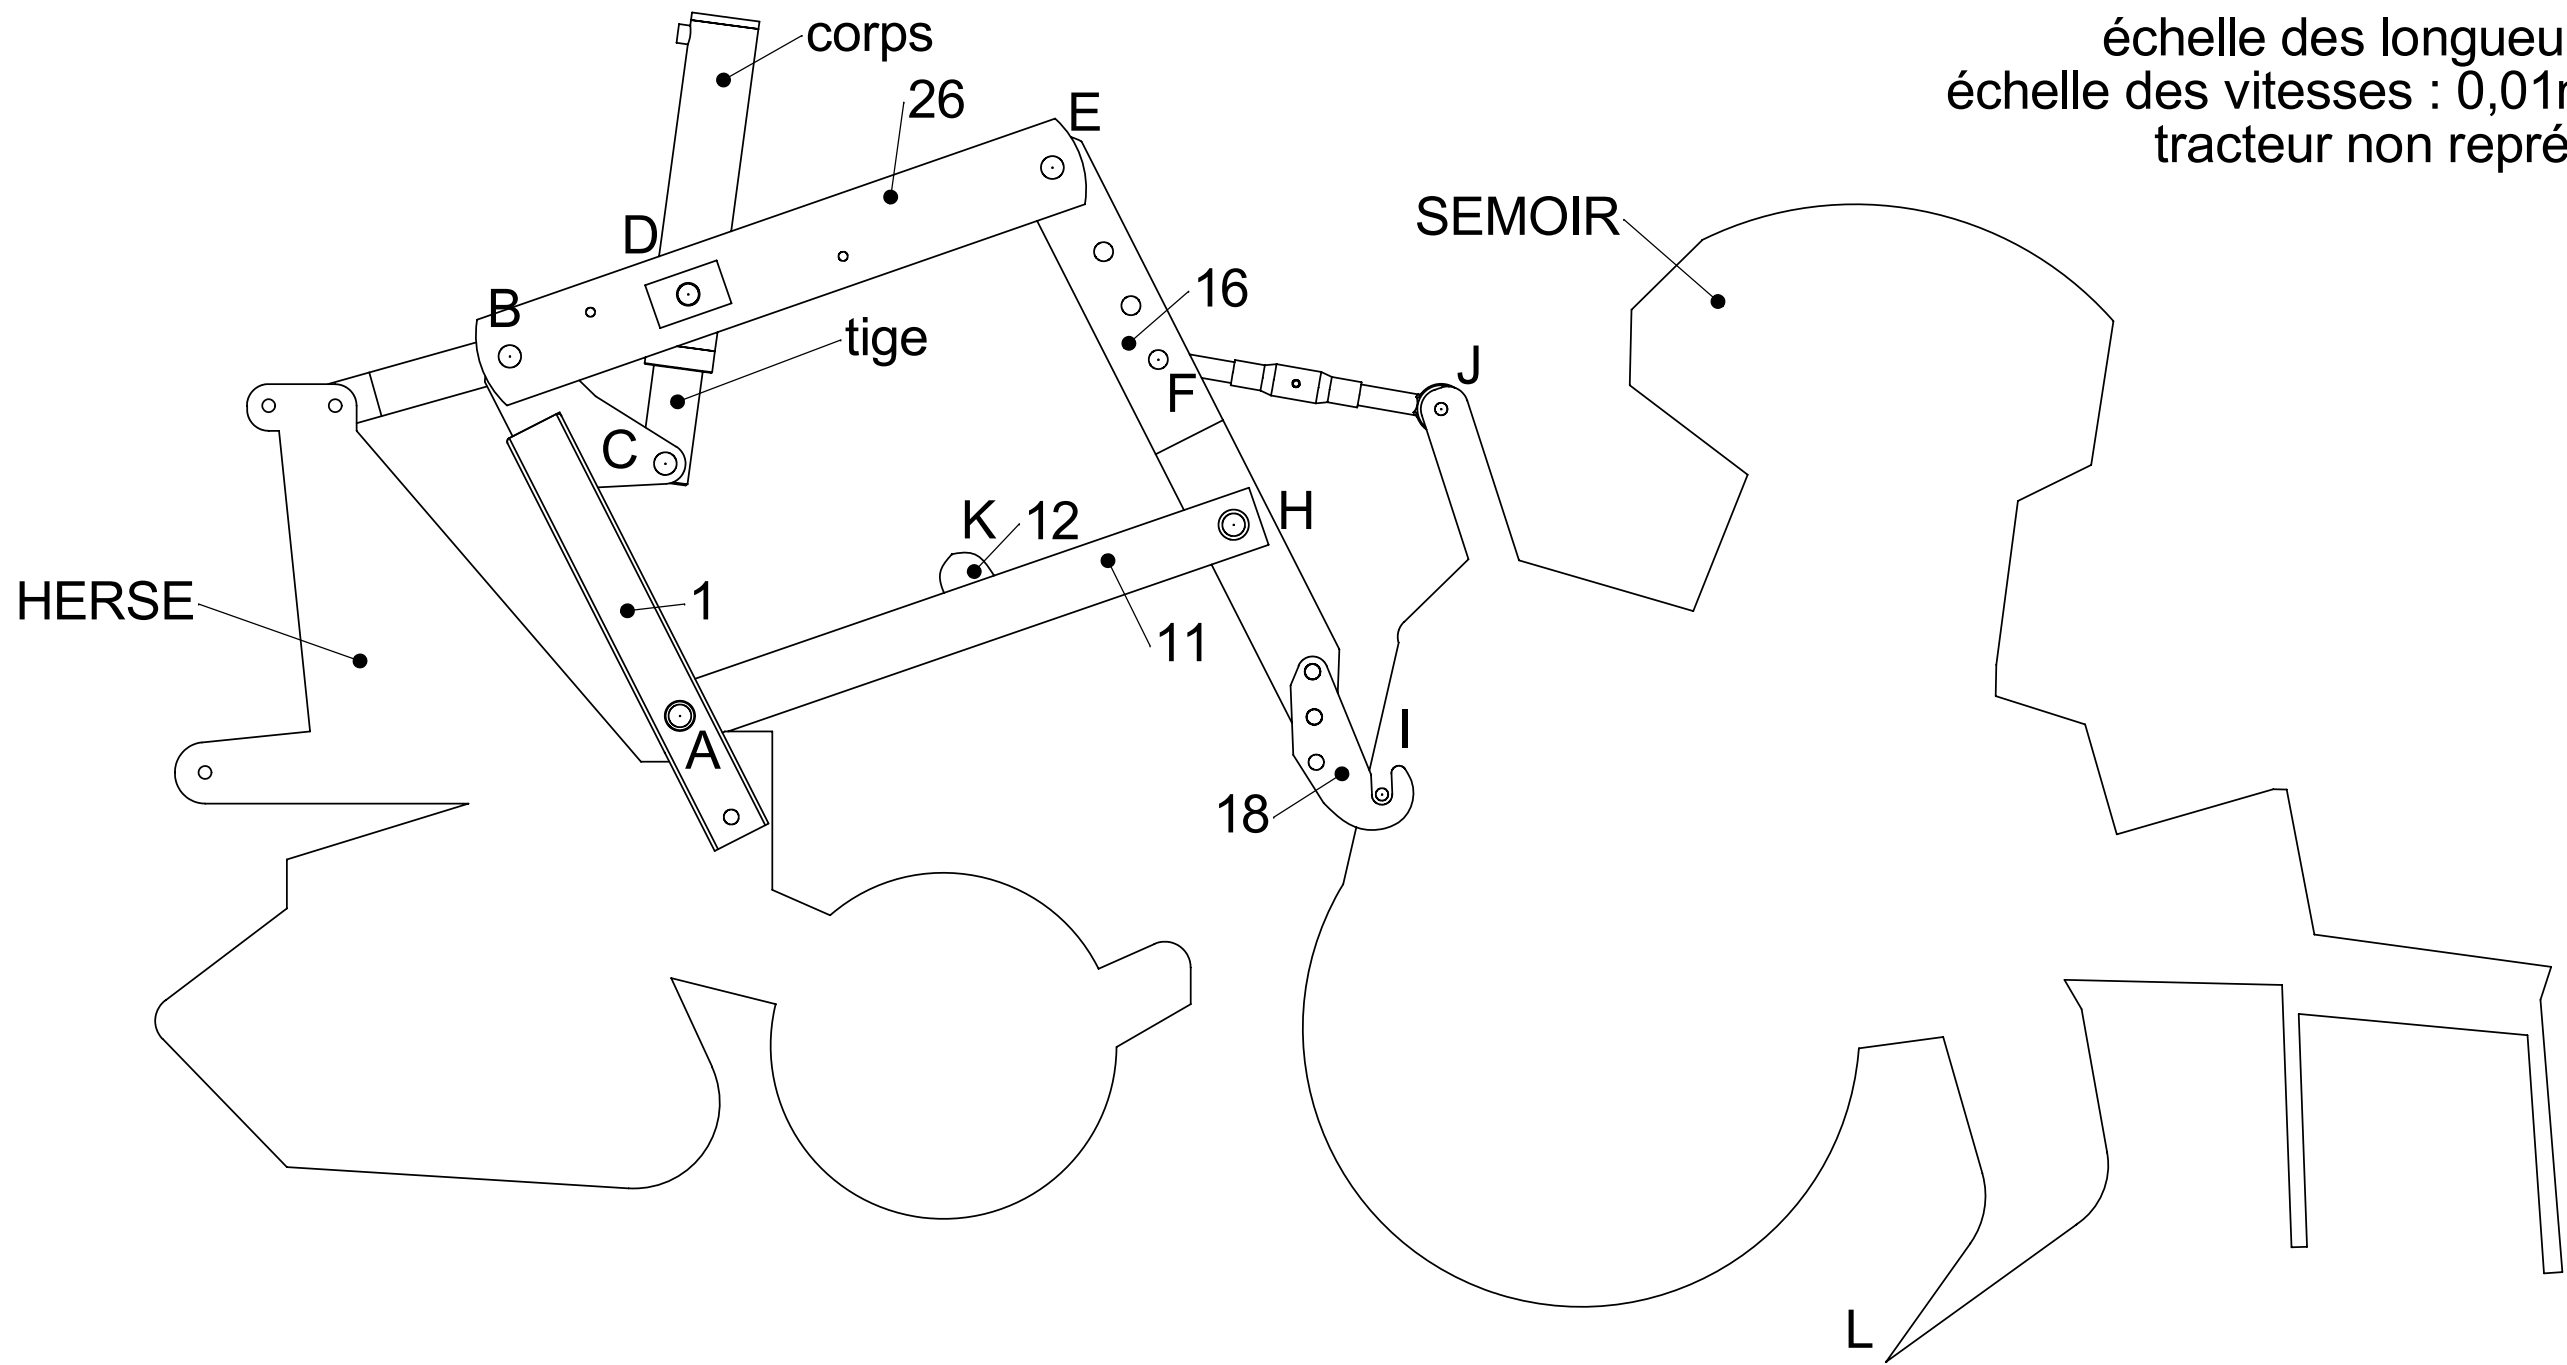 corps
échelle des longueu
26
E
échelle des vitesses : 0,01
tracteur non repré
D
SEMOIR
B
16
tige
J
F
C
K
12
H
HERSE
1
11
A
I
18
L